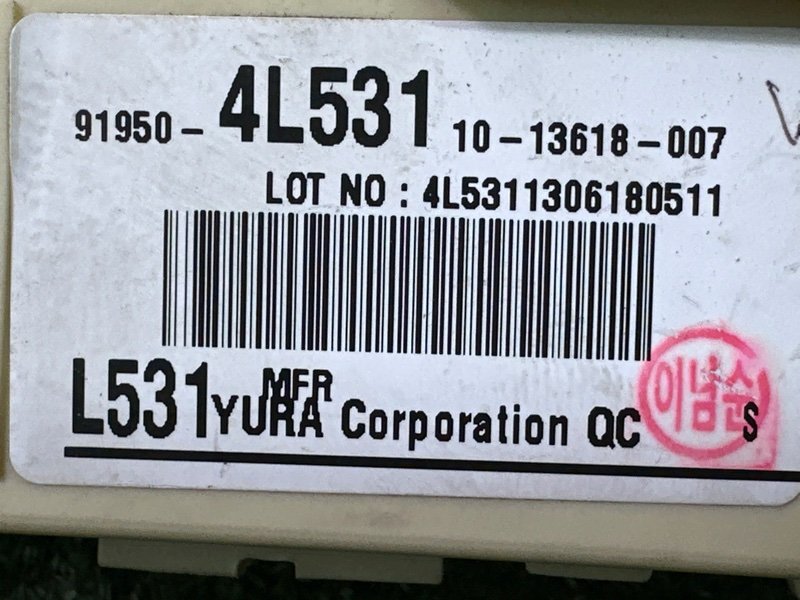 91950 - 4L531 10-13618-007
LOT NO : 4L5311306180511
MFR
L531 YURA Corporation QC 이남순 S